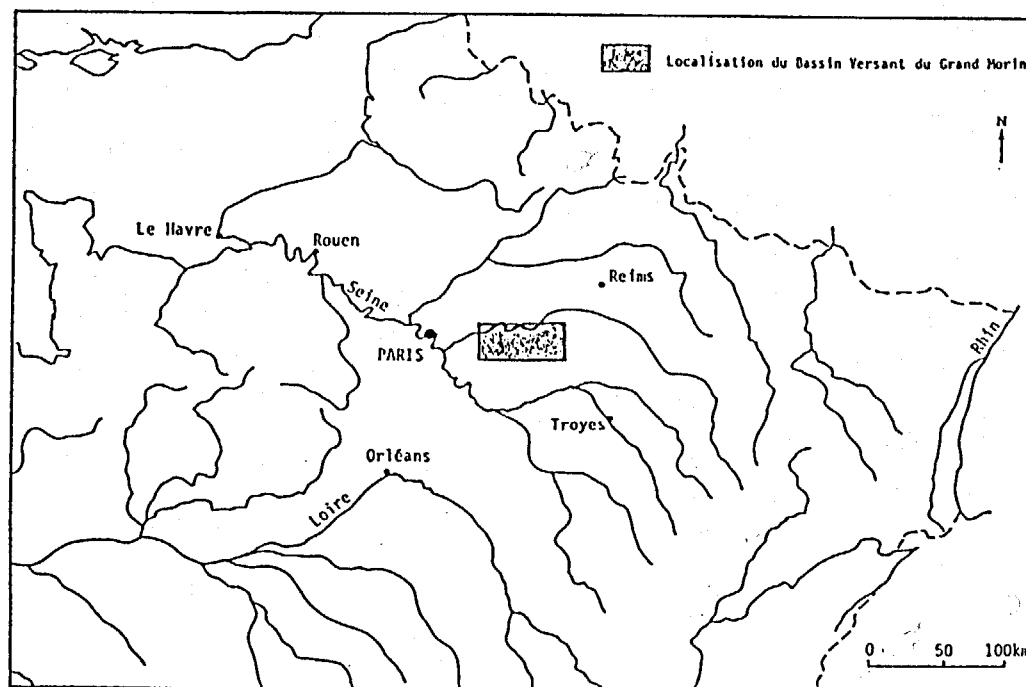 Localisation du Bassin Versant du Grand Morin
N
Le Havre
Rouen
Seine
Reims
PARIS
Rhin
Troyes
Orléans
Loire
0 50 100km